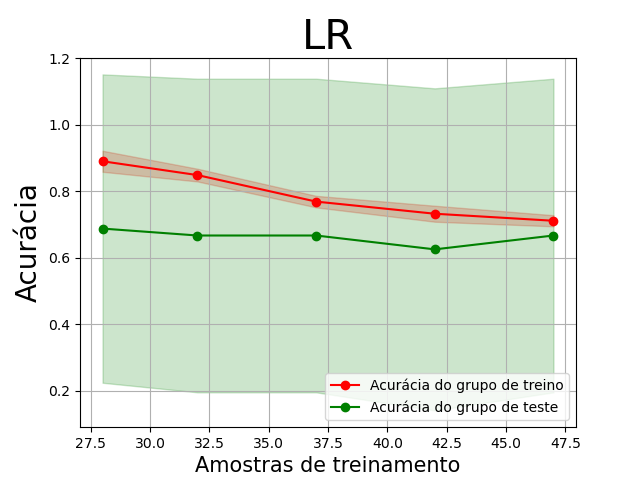 LR
Acurácia
1.2
1.0
0.8
0.6
0.4
0.2
Acurácia do grupo de treino
Acurácia do grupo de teste
27.5 30.0 32.5 35.0 37.5 40.0 42.5 45.0 47.5
Amostras de treinamento